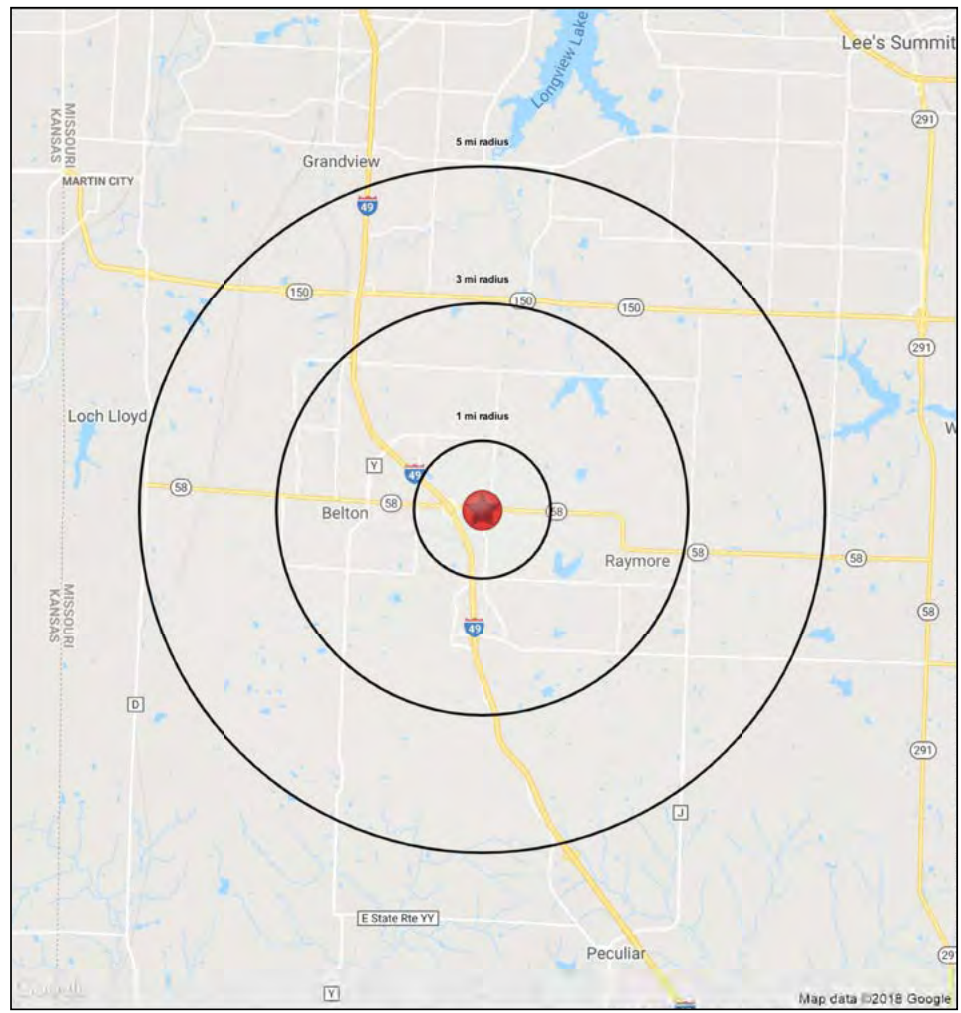 Lee's Summit
Longview Lake
291
MISSOURI
KANSAS
5 mi radius
Grandview
MARTIN CITY
49
3 mi radius
150
150
150
291
Loch Lloyd
1 mi radius
W
Y
49
58
58
58
Belton
Raymore
58
58
MISSOURI
KANSAS
58
49
D
291
J
E State Rte YY
Peculiar
29
Y
Google
Map data ©2018 Google